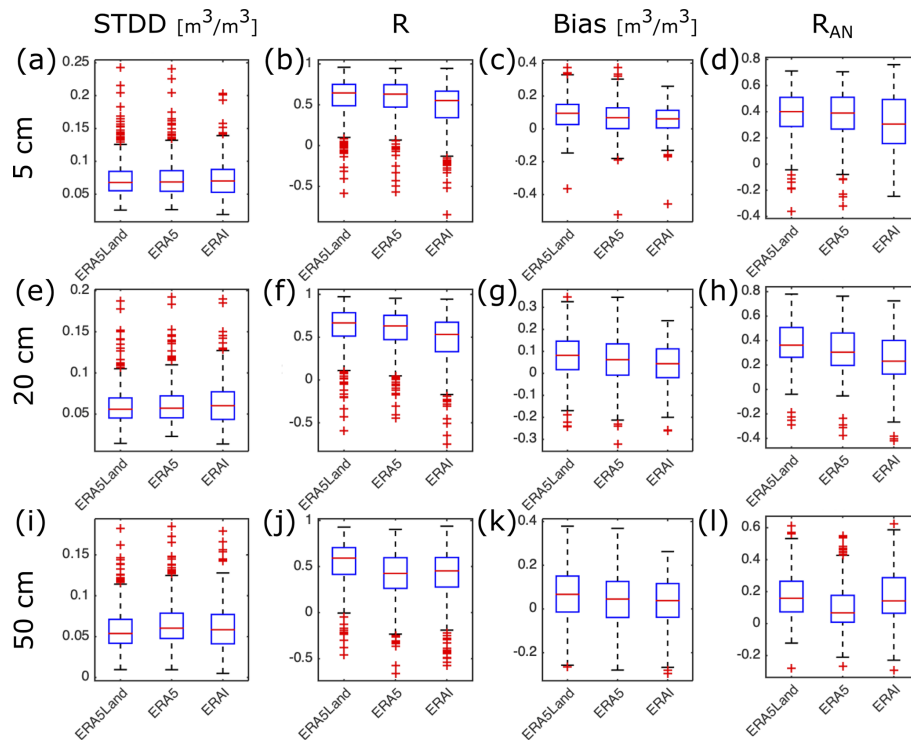 STDD [m³/m³] R Bias [m³/m³] R_AN
(a) (b) (c) (d)
5 cm
0.25 0.2 0.15 0.1 0.05
1 0.5 0 -0.5
0.4 0.2 0 -0.2 -0.4
0.8 0.6 0.4 0.2 0 -0.2 -0.4
ERA5Land ERA5 ERAI ERA5Land ERA5 ERAI ERA5Land ERA5 ERAI ERA5Land ERA5 ERAI
(e) (f) (g) (h)
20 cm
0.2 0.15 0.1 0.05
1 0.5 0 -0.5
0.3 0.2 0.1 0 -0.1 -0.2 -0.3
0.8 0.6 0.4 0.2 0 -0.2 -0.4
ERA5Land ERA5 ERAI ERA5Land ERA5 ERAI ERA5Land ERA5 ERAI ERA5Land ERA5 ERAI
(i) (j) (k) (l)
50 cm
0.15 0.1 0.05 0
1 0.5 0 -0.5
0.4 0.2 0 -0.2
0.6 0.4 0.2 0 -0.2
ERA5Land ERA5 ERAI ERA5Land ERA5 ERAI ERA5Land ERA5 ERAI ERA5Land ERA5 ERAI